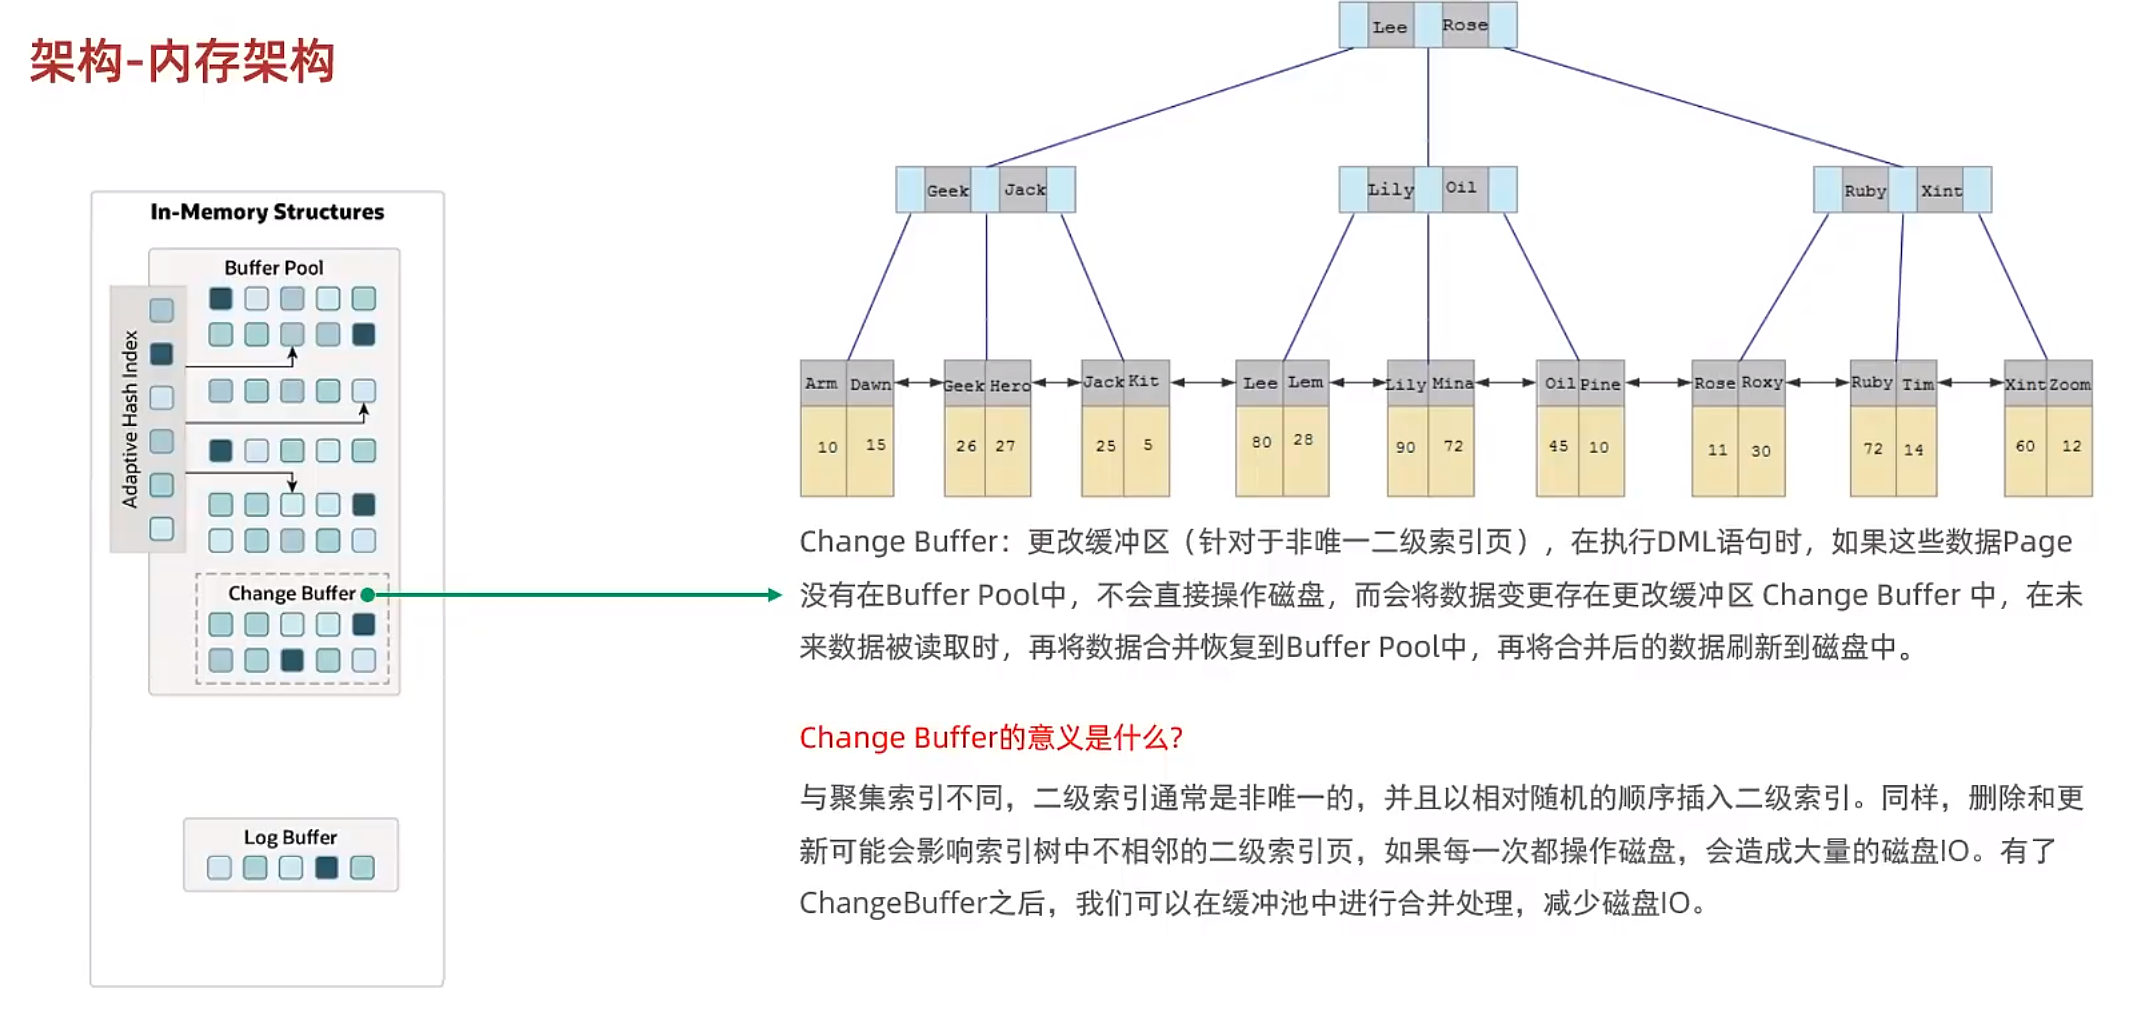 架构-内存架构
In-Memory Structures
Buffer Pool
Adaptive Hash Index
Change Buffer
Log Buffer
Lee Rose
Geek Jack
Lily Oil
Ruby Xint
Arm Dawn Geek Hero Jack Kit Lee Lem Lily Mina Oil Pine Rose Roxy Ruby Tim Xint Zoom
10 15 26 27 25 5 80 28 90 72 45 10 11 30 72 14 60 12
Change Buffer：更改缓冲区（针对于非唯一二级索引页），在执行DML语句时，如果这些数据Page
没有在Buffer Pool中，不会直接操作磁盘，而会将数据变更存在更改缓冲区 Change Buffer 中，在未
来数据被读取时，再将数据合并恢复到Buffer Pool中，再将合并后的数据刷新到磁盘中。
Change Buffer的意义是什么?
与聚集索引不同，二级索引通常是非唯一的，并且以相对随机的顺序插入二级索引。同样，删除和更
新可能会影响索引树中不相邻的二级索引页，如果每一次都操作磁盘，会造成大量的磁盘IO。有了
ChangeBuffer之后，我们可以在缓冲池中进行合并处理，减少磁盘IO。